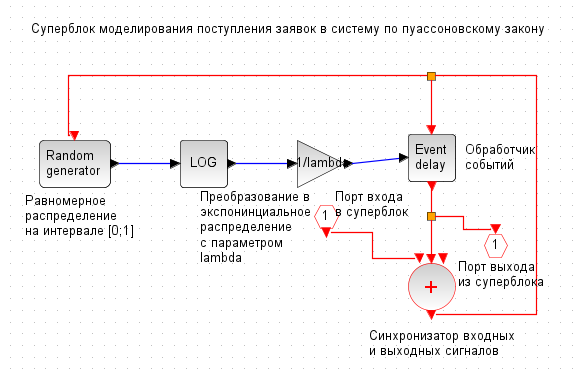 Суперблок моделирования поступления заявок в систему по пуассоновскому закону
Random
generator
LOG
1/lambda
Event
delay
Обработчик
событий
Равномерное
распределение
на интервале [0;1]
Преобразование в
экспонинциальное
распределение
с параметром
lambda
Порт входа
в суперблок
1
1
Порт выхода
из суперблока
+
Синхронизатор входных
и выходных сигналов